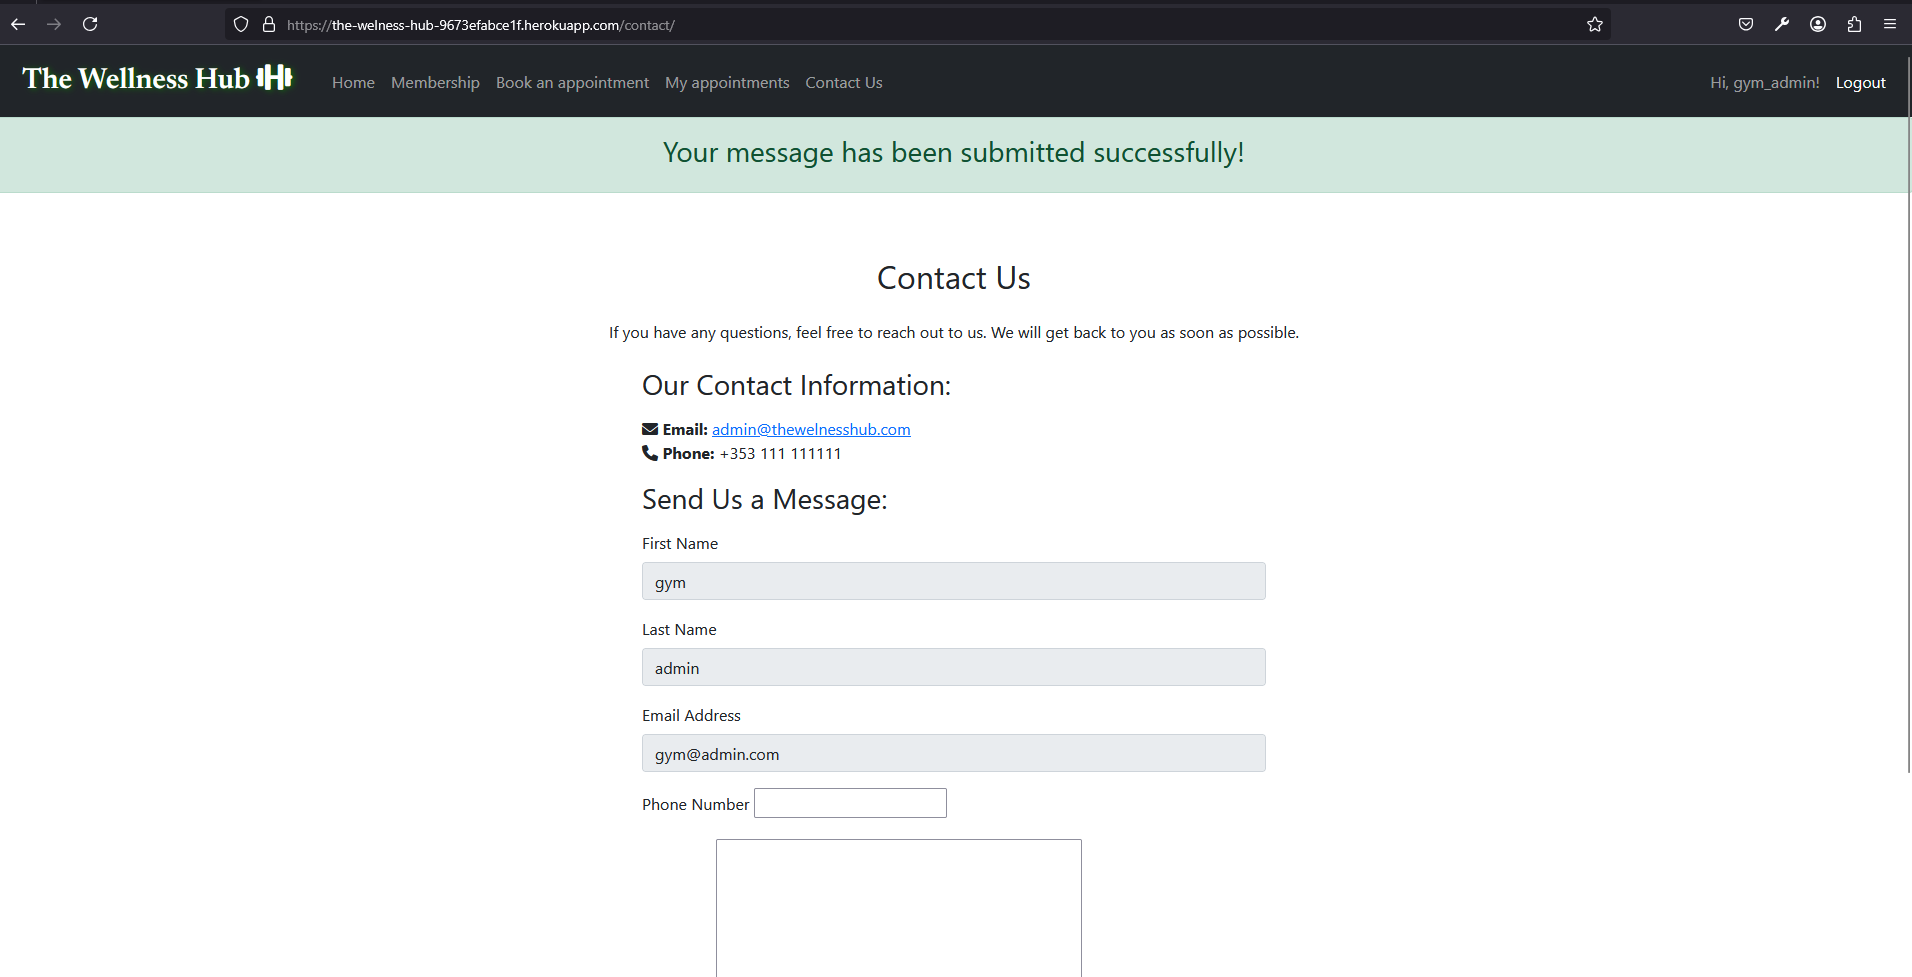 https://the-welness-hub-9673efabce1f.herokuapp.com/contact/
The Wellness Hub
Home Membership Book an appointment My appointments Contact Us Hi, gym_admin! Logout
Your message has been submitted successfully!
Contact Us
If you have any questions, feel free to reach out to us. We will get back to you as soon as possible.
Our Contact Information:
Email: admin@thewelnesshub.com
Phone: +353 111 111111
Send Us a Message:
First Name
gym
Last Name
admin
Email Address
gym@admin.com
Phone Number